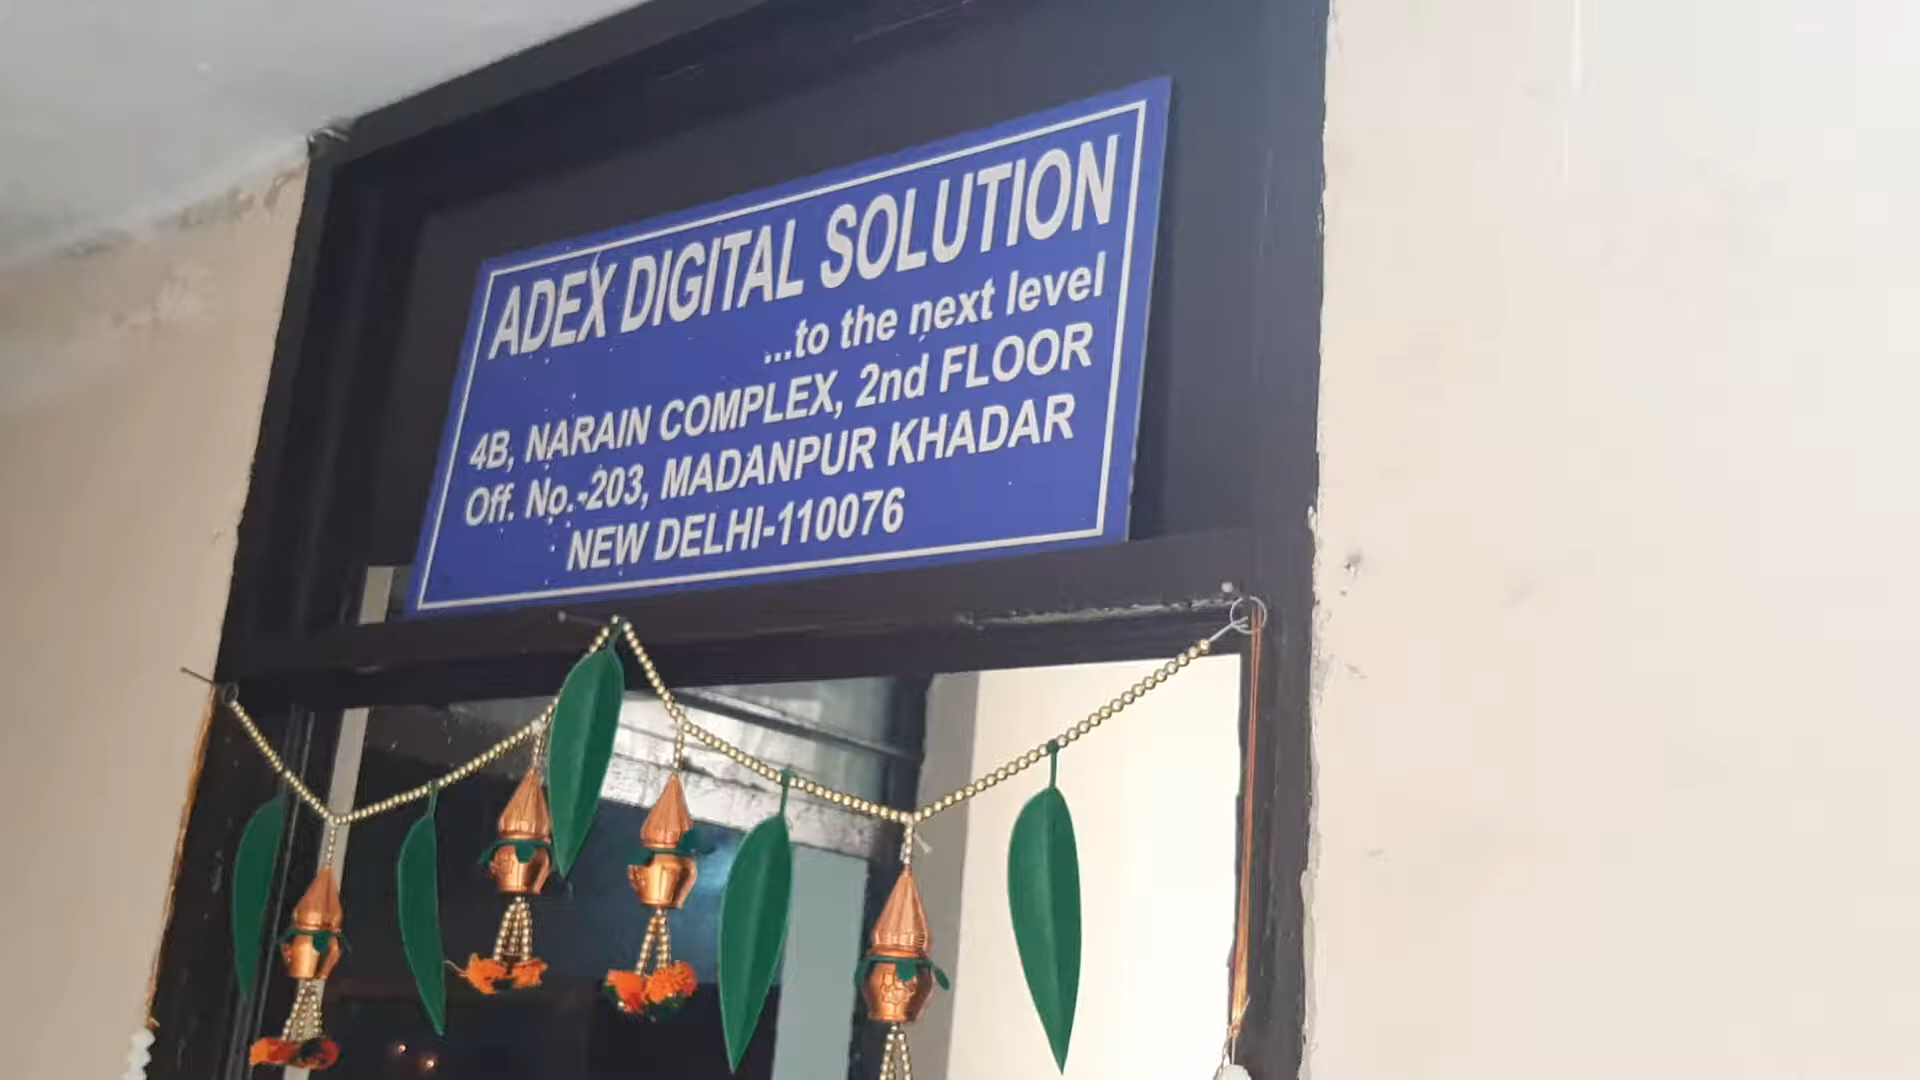 ADEX DIGITAL SOLUTION
...to the next level
4B, NARAIN COMPLEX, 2nd FLOOR
Off. No.-203, MADANPUR KHADAR
NEW DELHI-110076